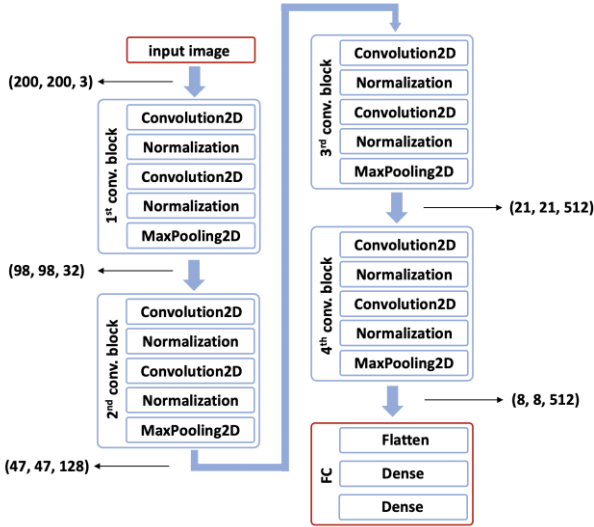 input image
(200, 200, 3)
1st conv. block
Convolution2D
Normalization
Convolution2D
Normalization
MaxPooling2D
(98, 98, 32)
2nd conv. block
Convolution2D
Normalization
Convolution2D
Normalization
MaxPooling2D
(47, 47, 128)
3rd conv. block
Convolution2D
Normalization
Convolution2D
Normalization
MaxPooling2D
(21, 21, 512)
4th conv. block
Convolution2D
Normalization
Convolution2D
Normalization
MaxPooling2D
(8, 8, 512)
FC
Flatten
Dense
Dense